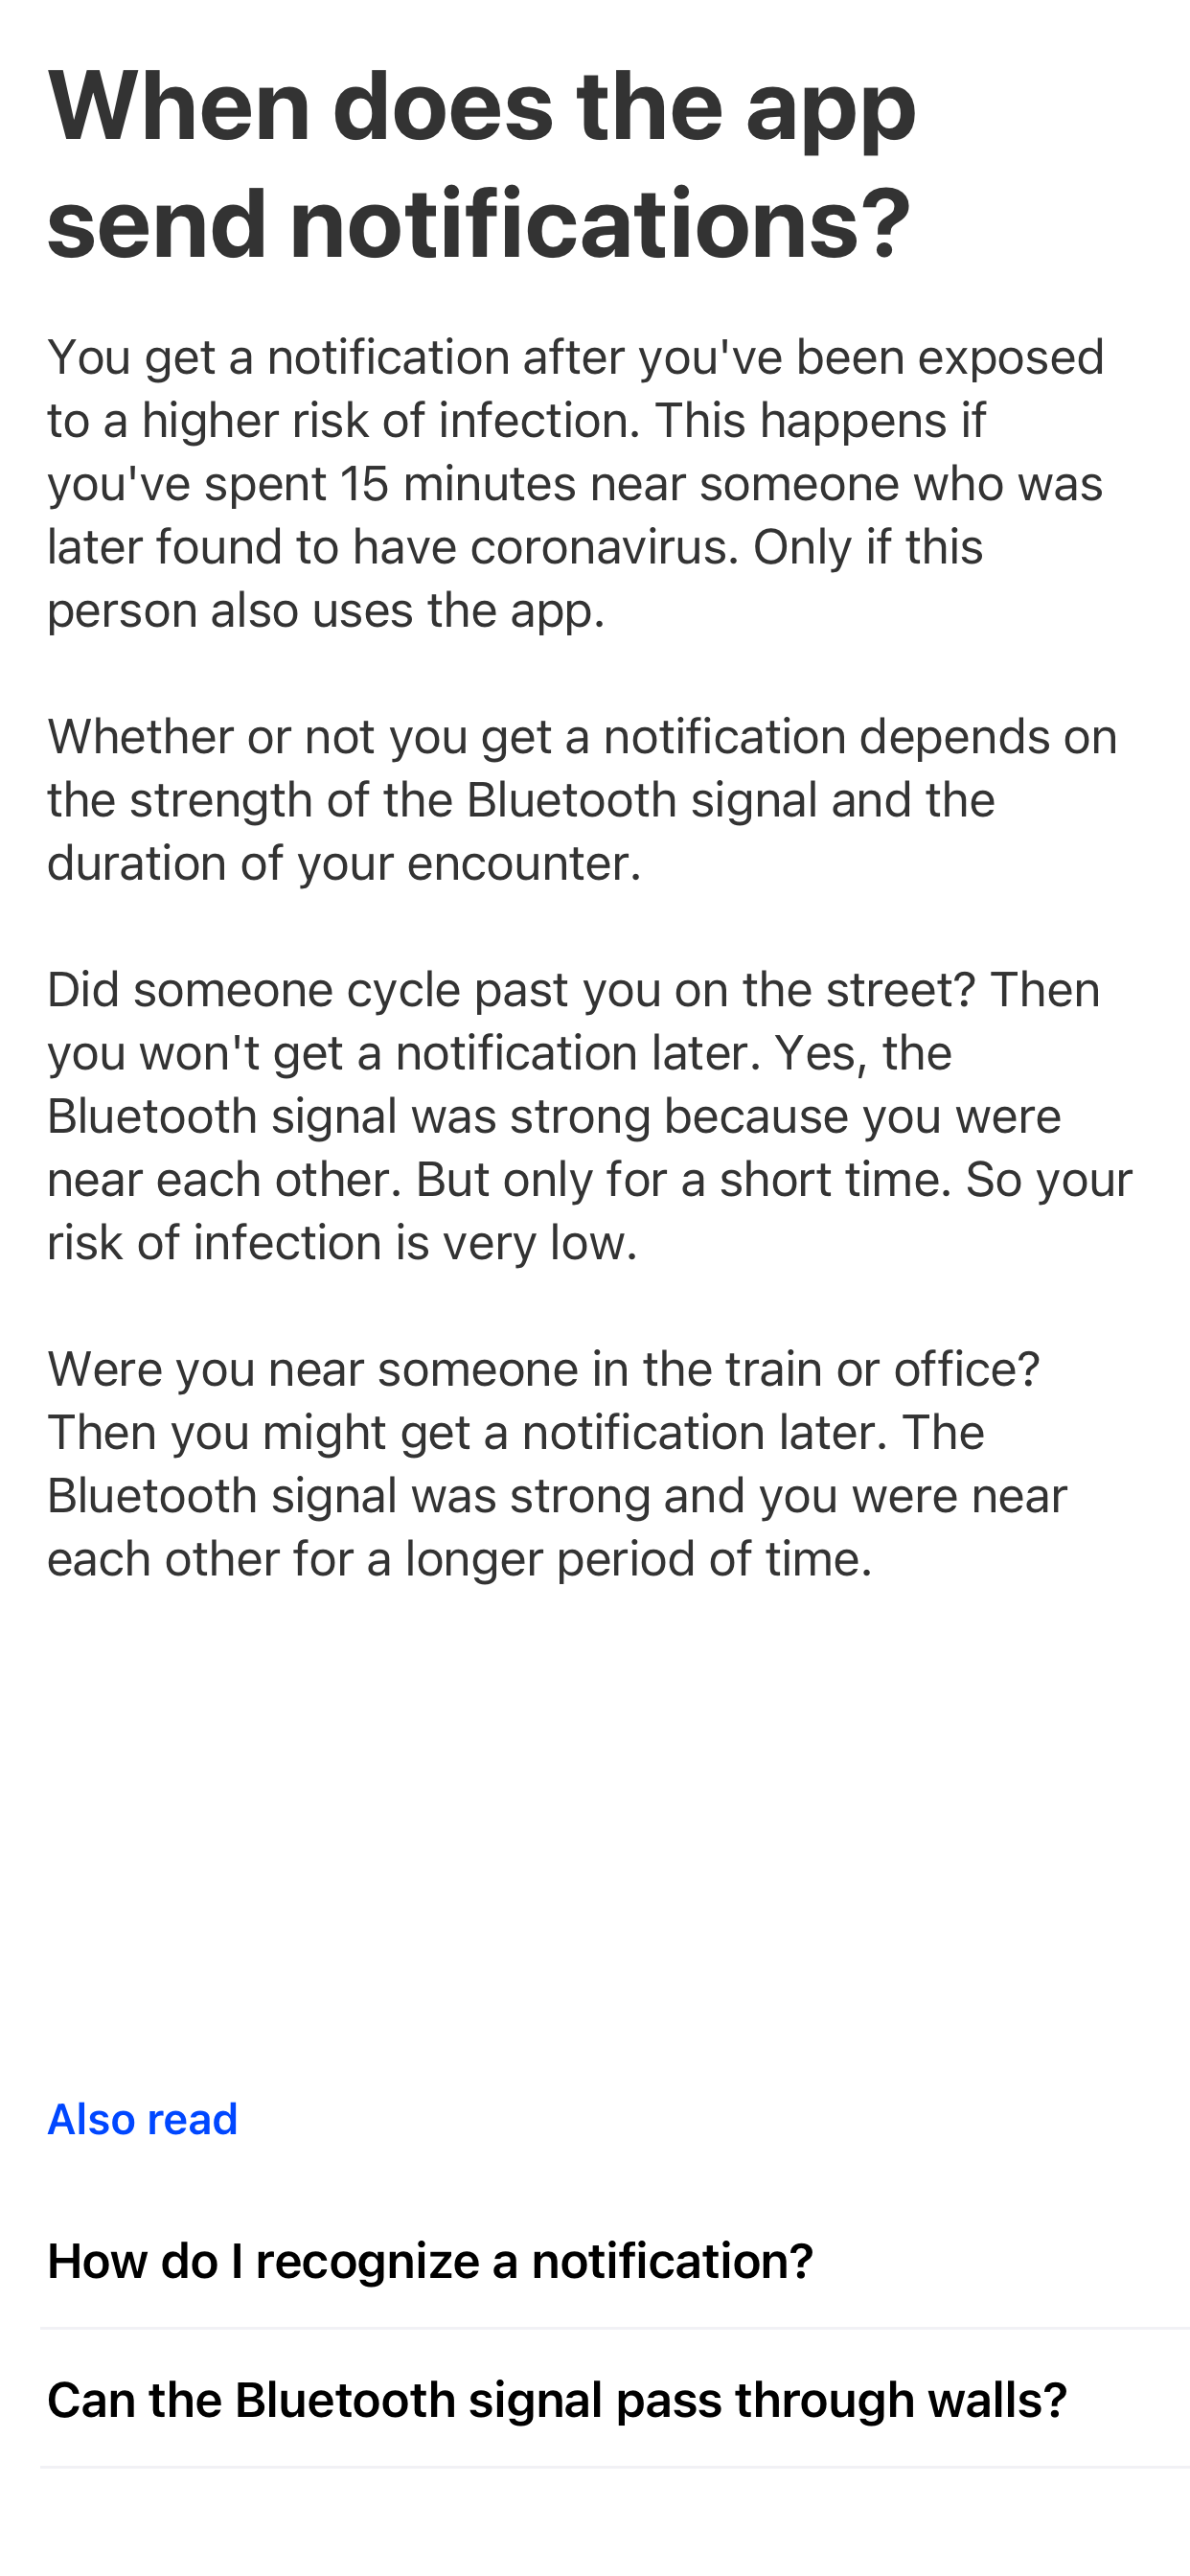 When does the app
send notifications?
You get a notification after you've been exposed
to a higher risk of infection. This happens if
you've spent 15 minutes near someone who was
later found to have coronavirus. Only if this
person also uses the app.
Whether or not you get a notification depends on
the strength of the Bluetooth signal and the
duration of your encounter.
Did someone cycle past you on the street? Then
you won't get a notification later. Yes, the
Bluetooth signal was strong because you were
near each other. But only for a short time. So your
risk of infection is very low.
Were you near someone in the train or office?
Then you might get a notification later. The
Bluetooth signal was strong and you were near
each other for a longer period of time.
Also read
How do I recognize a notification?
Can the Bluetooth signal pass through walls?